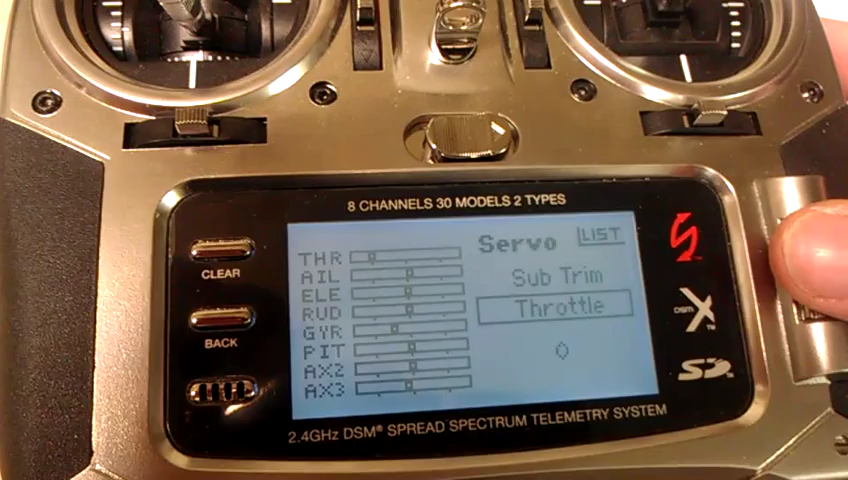 8 CHANNELS 30 MODELS 2 TYPES
CLEAR
BACK
Servo
LIST
Sub Trim
Throttle
0
THR
AIL
ELE
RUD
GYR
PIT
AX2
AX3
DSM X™
SD
2.4GHz DSM® SPREAD SPECTRUM TELEMETRY SYSTEM